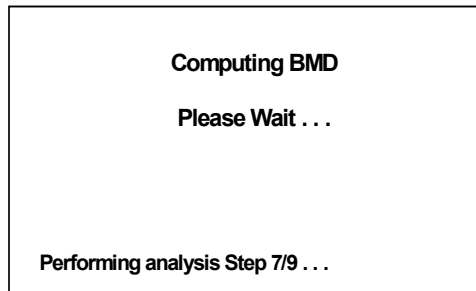 Computing BMD
Please Wait . . .
Performing analysis Step 7/9 . . .